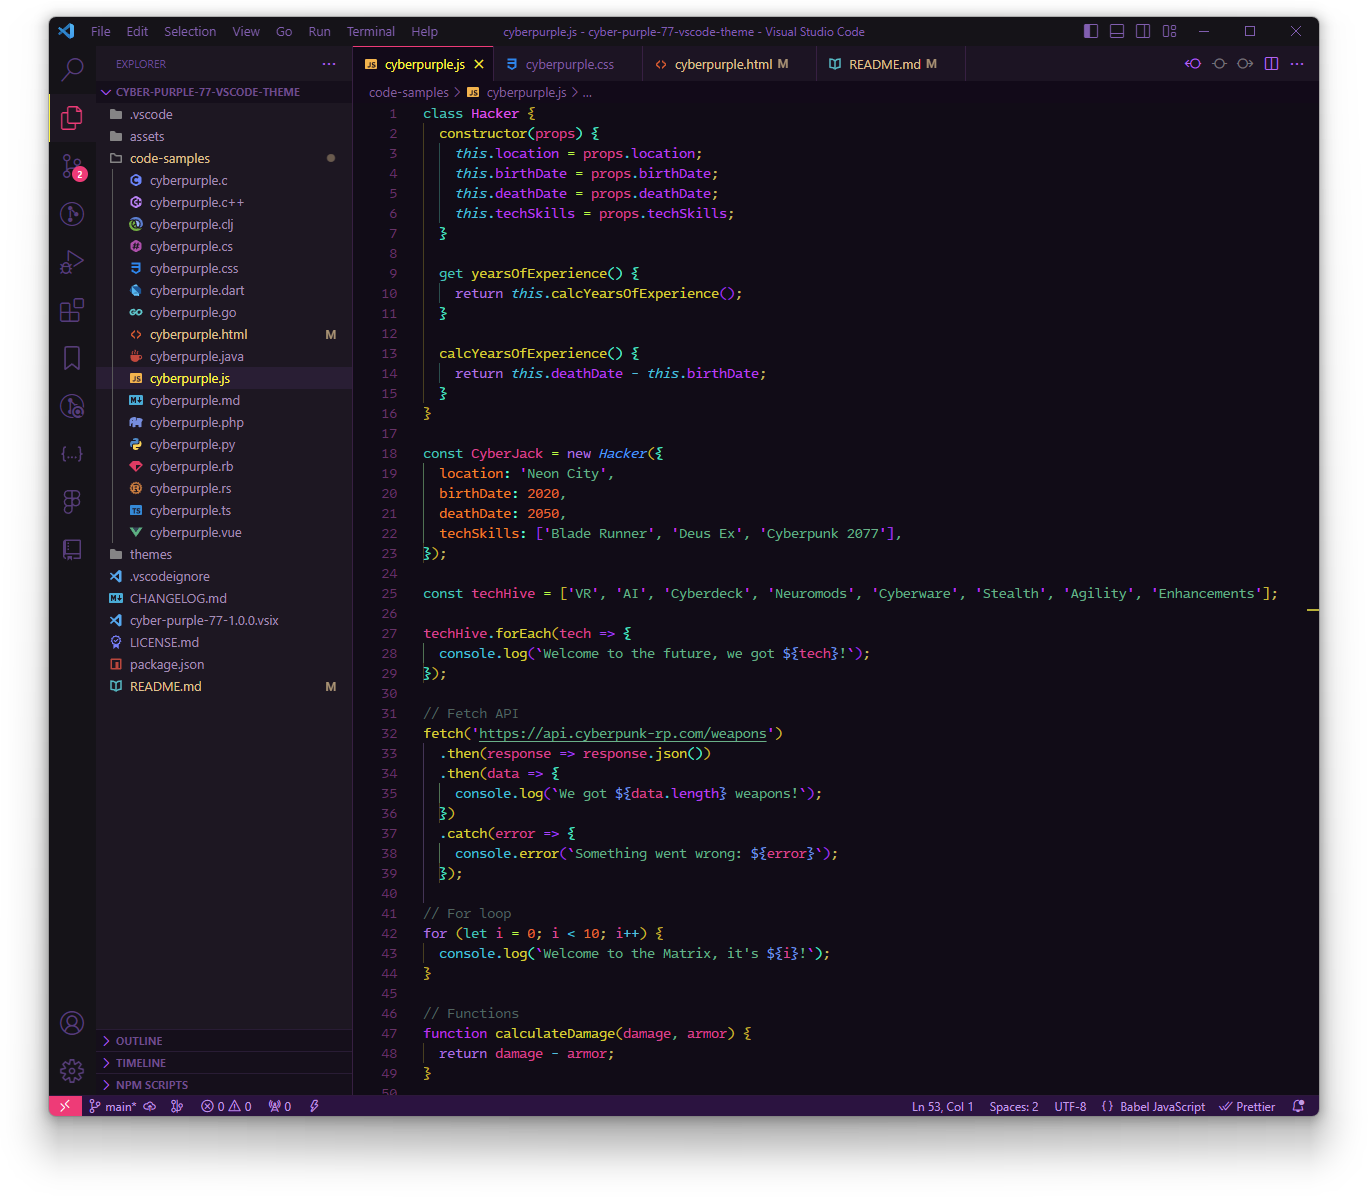 File Edit Selection View Go Run Terminal Help cyberpurple.js - cyber-purple-77-vscode-theme - Visual Studio Code
EXPLORER
CYBER-PURPLE-77-VSCODE-THEME
.vscode
assets
code-samples
cyberpurple.c
cyberpurple.c++
cyberpurple.clj
cyberpurple.cs
cyberpurple.css
cyberpurple.dart
cyberpurple.go
cyberpurple.html M
cyberpurple.java
cyberpurple.js
cyberpurple.md
cyberpurple.php
cyberpurple.py
cyberpurple.rb
cyberpurple.rs
cyberpurple.ts
cyberpurple.vue
themes
.vscodeignore
CHANGELOG.md
cyber-purple-77-1.0.0.vsix
LICENSE.md
package.json
README.md M
OUTLINE
TIMELINE
NPM SCRIPTS
2
JS cyberpurple.js cyberpurple.css cyberpurple.html M README.md M
code-samples > JS cyberpurple.js > ...
1 class Hacker {
2 constructor(props) {
3 this.location = props.location;
4 this.birthDate = props.birthDate;
5 this.deathDate = props.deathDate;
6 this.techSkills = props.techSkills;
7 }
8
9 get yearsOfExperience() {
10 return this.calcYearsOfExperience();
11 }
12
13 calcYearsOfExperience() {
14 return this.deathDate - this.birthDate;
15 }
16 }
17
18 const CyberJack = new Hacker({
19 location: 'Neon City',
20 birthDate: 2020,
21 deathDate: 2050,
22 techSkills: ['Blade Runner', 'Deus Ex', 'Cyberpunk 2077'],
23 });
24
25 const techHive = ['VR', 'AI', 'Cyberdeck', 'Neuromods', 'Cyberware', 'Stealth', 'Agility', 'Enhancements'];
26
27 techHive.forEach(tech => {
28 console.log(`Welcome to the future, we got ${tech}!`);
29 });
30
31 // Fetch API
32 fetch('https://api.cyberpunk-rp.com/weapons')
33 .then(response => response.json())
34 .then(data => {
35 console.log(`We got ${data.length} weapons!`);
36 })
37 .catch(error => {
38 console.error(`Something went wrong: ${error}`);
39 });
40
41 // For loop
42 for (let i = 0; i < 10; i++) {
43 console.log(`Welcome to the Matrix, it's ${i}!`);
44 }
45
46 // Functions
47 function calculateDamage(damage, armor) {
48 return damage - armor;
49 }
50
main* 0 0 0 Ln 53, Col 1 Spaces: 2 UTF-8 {} Babel JavaScript Prettier